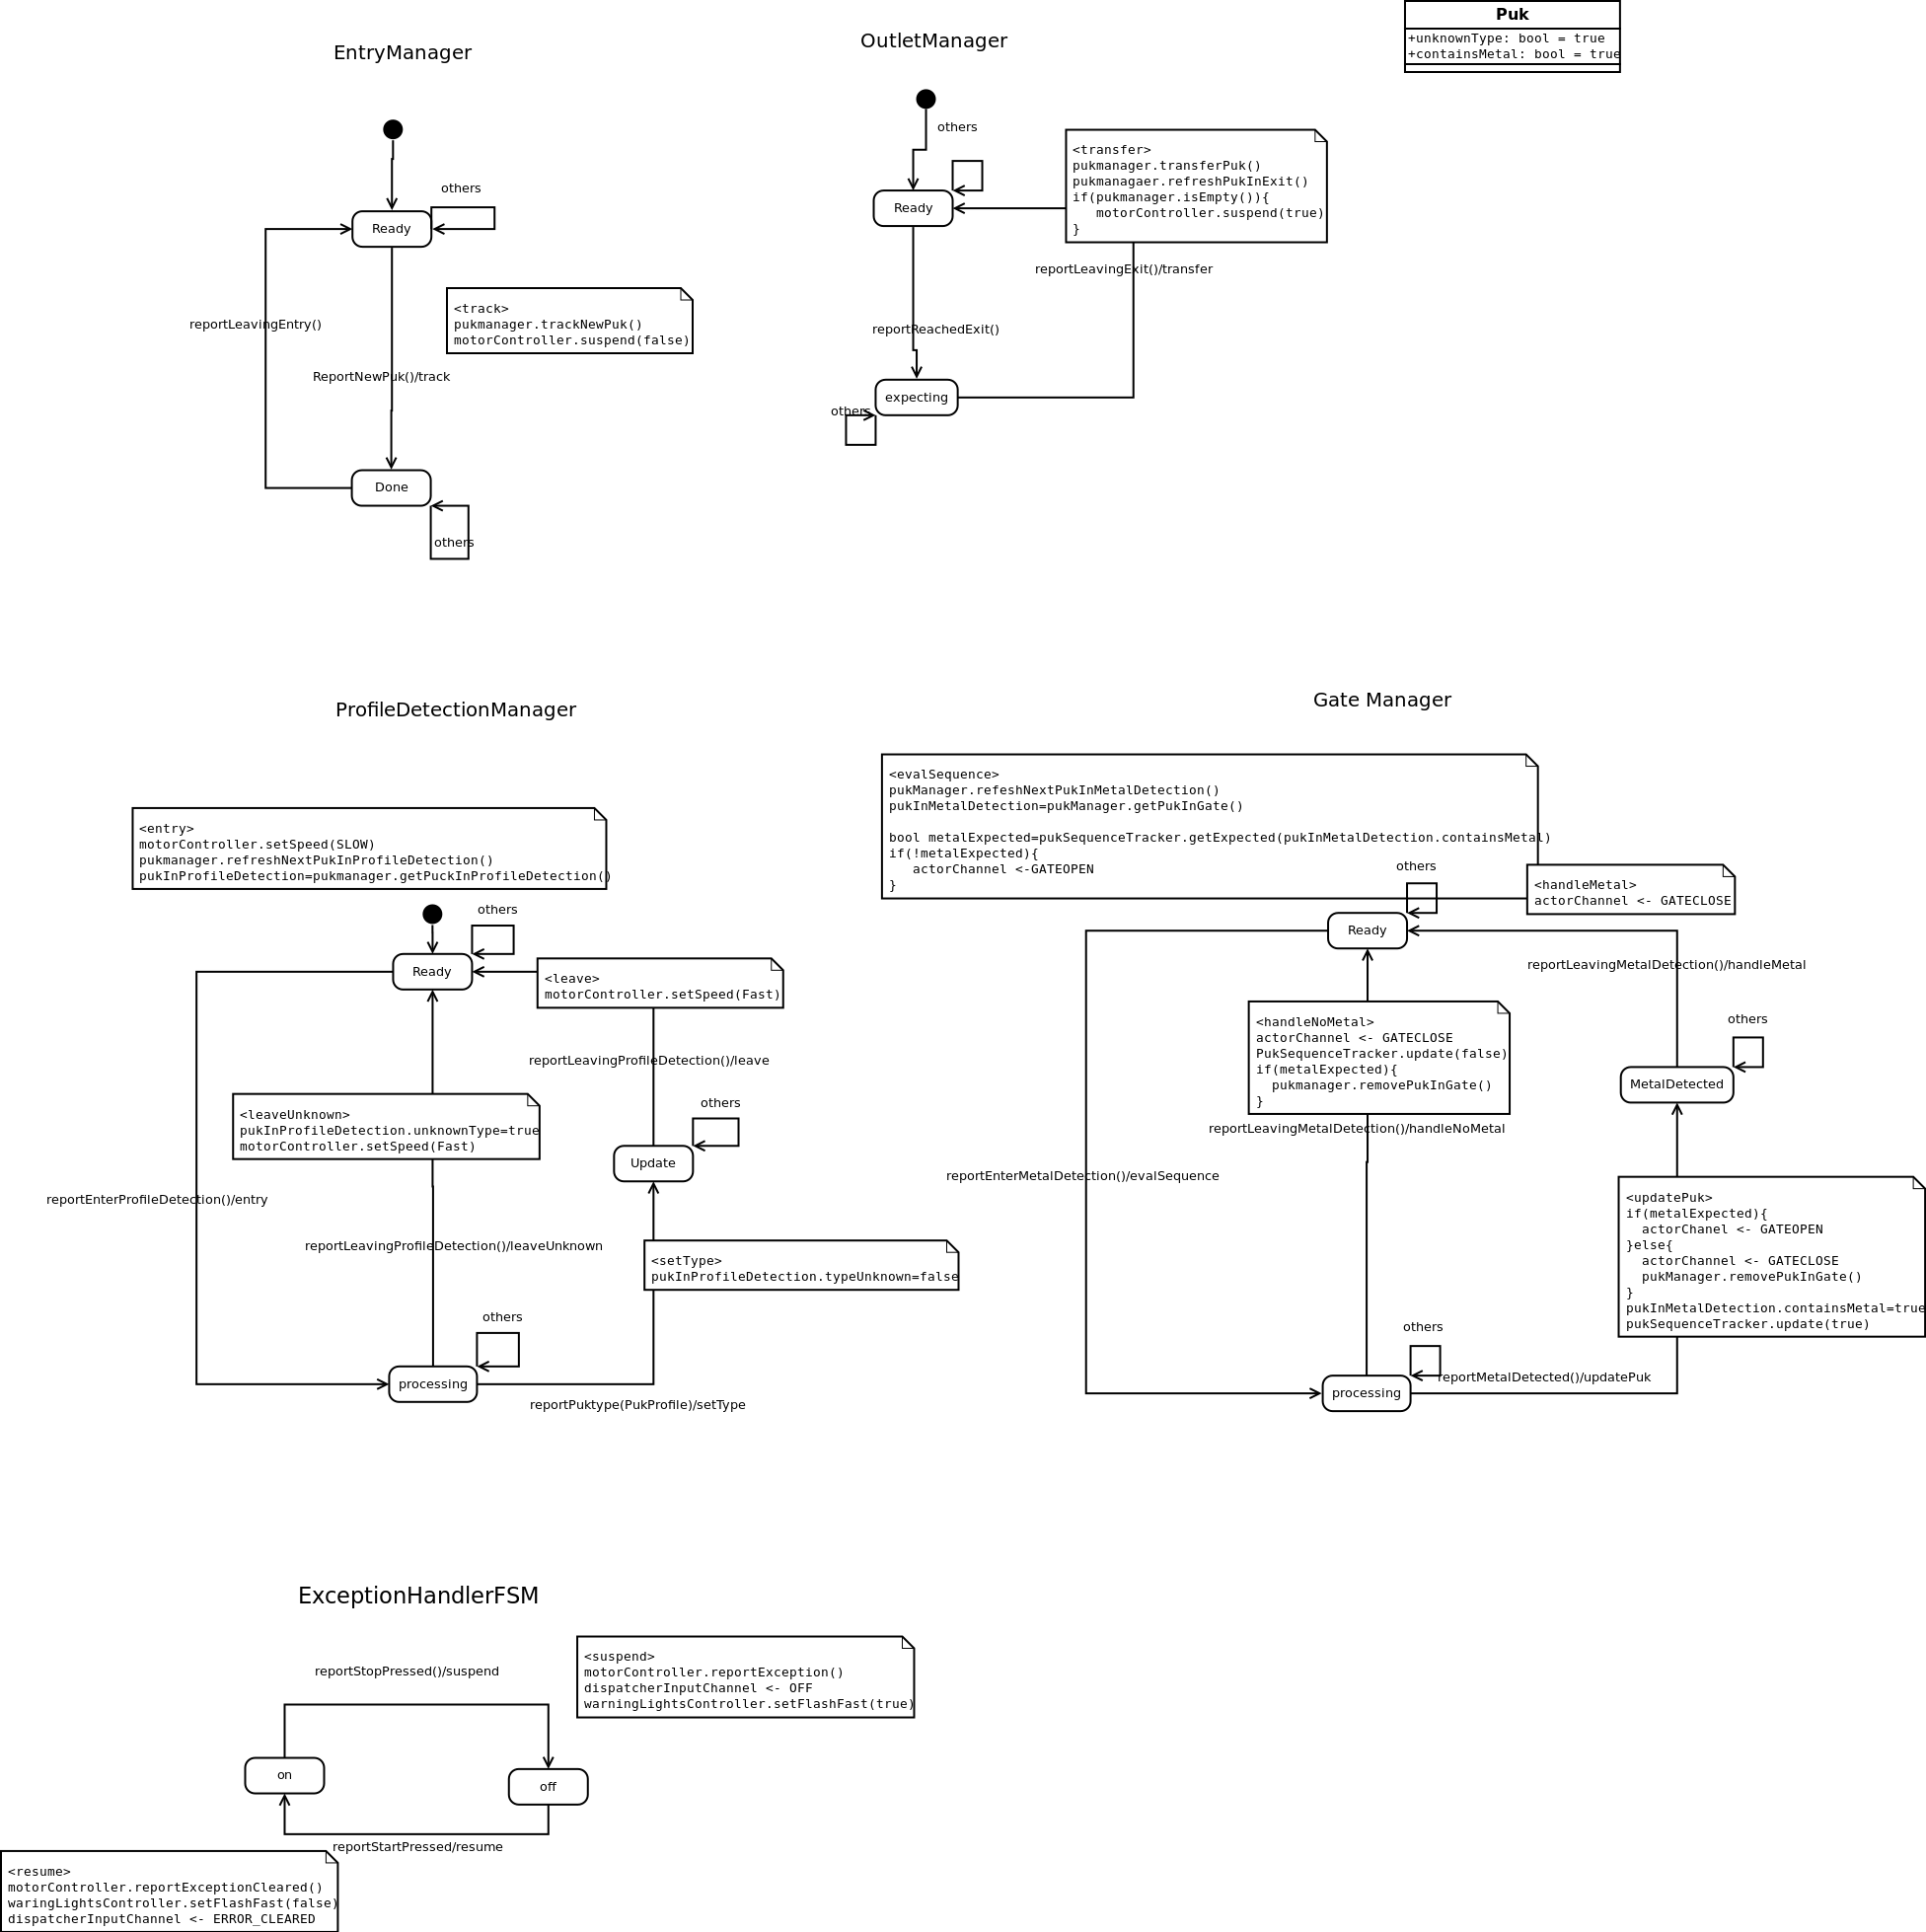 EntryManager
others
Ready
reportLeavingEntry()
<track>
pukmanager.trackNewPuk()
motorController.suspend(false)
ReportNewPuk()/track
Done
others
OutletManager
others
Ready
<transfer>
pukmanager.transferPuk()
pukmanagaer.refreshPukInExit()
if(pukmanager.isEmpty()){
   motorController.suspend(true)
}
reportLeavingExit()/transfer
reportReachedExit()
expecting
others
Puk
+unknownType: bool = true
+containsMetal: bool = true
ProfileDetectionManager
<entry>
motorController.setSpeed(SLOW)
pukmanager.refreshNextPukInProfileDetection()
pukInProfileDetection=pukmanager.getPuckInProfileDetection()
others
Ready
<leave>
motorController.setSpeed(Fast)
reportLeavingProfileDetection()/leave
<leaveUnknown>
pukInProfileDetection.unknownType=true
motorController.setSpeed(Fast)
others
Update
reportEnterProfileDetection()/entry
reportLeavingProfileDetection()/leaveUnknown
<setType>
pukInProfileDetection.typeUnknown=false
others
processing
reportPuktype(PukProfile)/setType
Gate Manager
<evalSequence>
pukManager.refeshNextPukInMetalDetection()
pukInMetalDetection=pukManager.getPukInGate()
bool metalExpected=pukSequenceTracker.getExpected(pukInMetalDetection.containsMetal)
if(!metalExpected){
   actorChannel <-GATEOPEN
}
others
<handleMetal>
actorChannel <- GATECLOSE
Ready
reportLeavingMetalDetection()/handleMetal
<handleNoMetal>
actorChannel <- GATECLOSE
PukSequenceTracker.update(false)
if(metalExpected){
  pukmanager.removePukInGate()
}
others
MetalDetected
reportLeavingMetalDetection()/handleNoMetal
reportEnterMetalDetection()/evalSequence
<updatePuk>
if(metalExpected){
  actorChanel <- GATEOPEN
}else{
  actorChannel <- GATECLOSE
  pukManager.removePukInGate()
}
pukInMetalDetection.containsMetal=true
pukSequenceTracker.update(true)
others
reportMetalDetected()/updatePuk
processing
ExceptionHandlerFSM
reportStopPressed()/suspend
<suspend>
motorController.reportException()
dispatcherInputChannel <- OFF
warningLightsController.setFlashFast(true)
on
off
reportStartPressed/resume
<resume>
motorController.reportExceptionCleared()
waringLightsController.setFlashFast(false)
dispatcherInputChannel <- ERROR_CLEARED